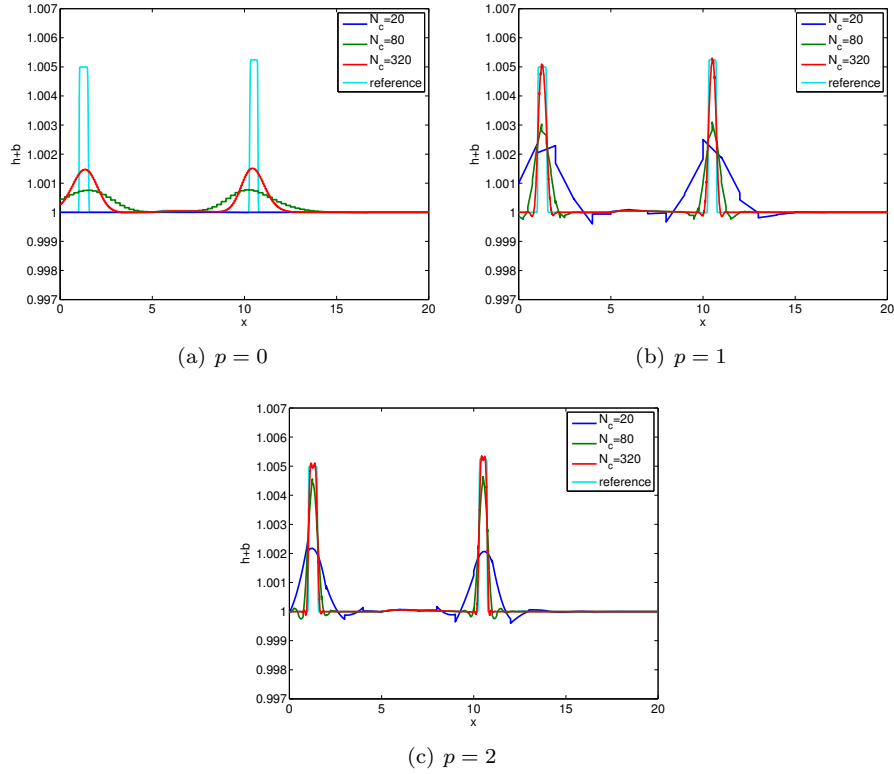 1.007
1.006
1.005
1.004
1.003
1.002
1.001
1
0.999
0.998
0.997
h+b
0 5 10 15 20
x
N_c=20
N_c=80
N_c=320
reference
(a) p = 0
1.007
1.006
1.005
1.004
1.003
1.002
1.001
1
0.999
0.998
0.997
h+b
0 5 10 15 20
x
N_c=20
N_c=80
N_c=320
reference
(b) p = 1
1.007
1.006
1.005
1.004
1.003
1.002
1.001
1
0.999
0.998
0.997
h+b
0 5 10 15 20
x
N_c=20
N_c=80
N_c=320
reference
(c) p = 2